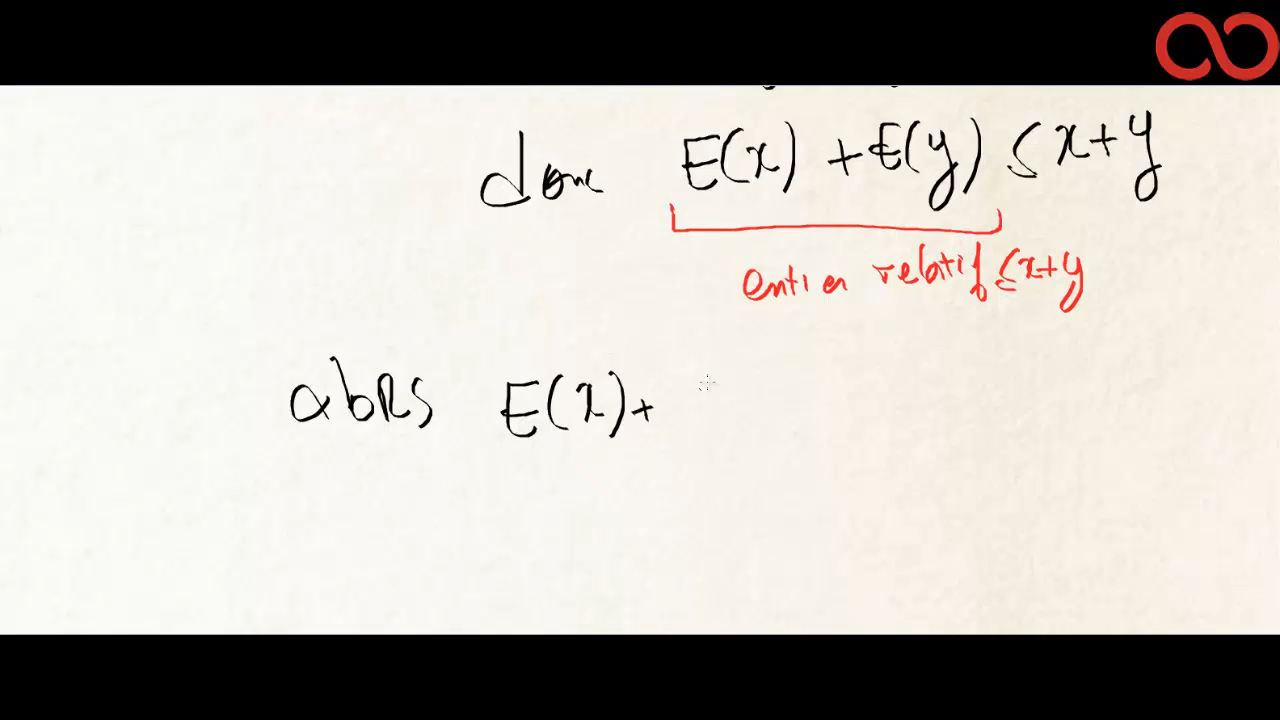 donc E(x) + E(y) ≤ x+y
entier relatif ≤ x+y
alors E(x)+